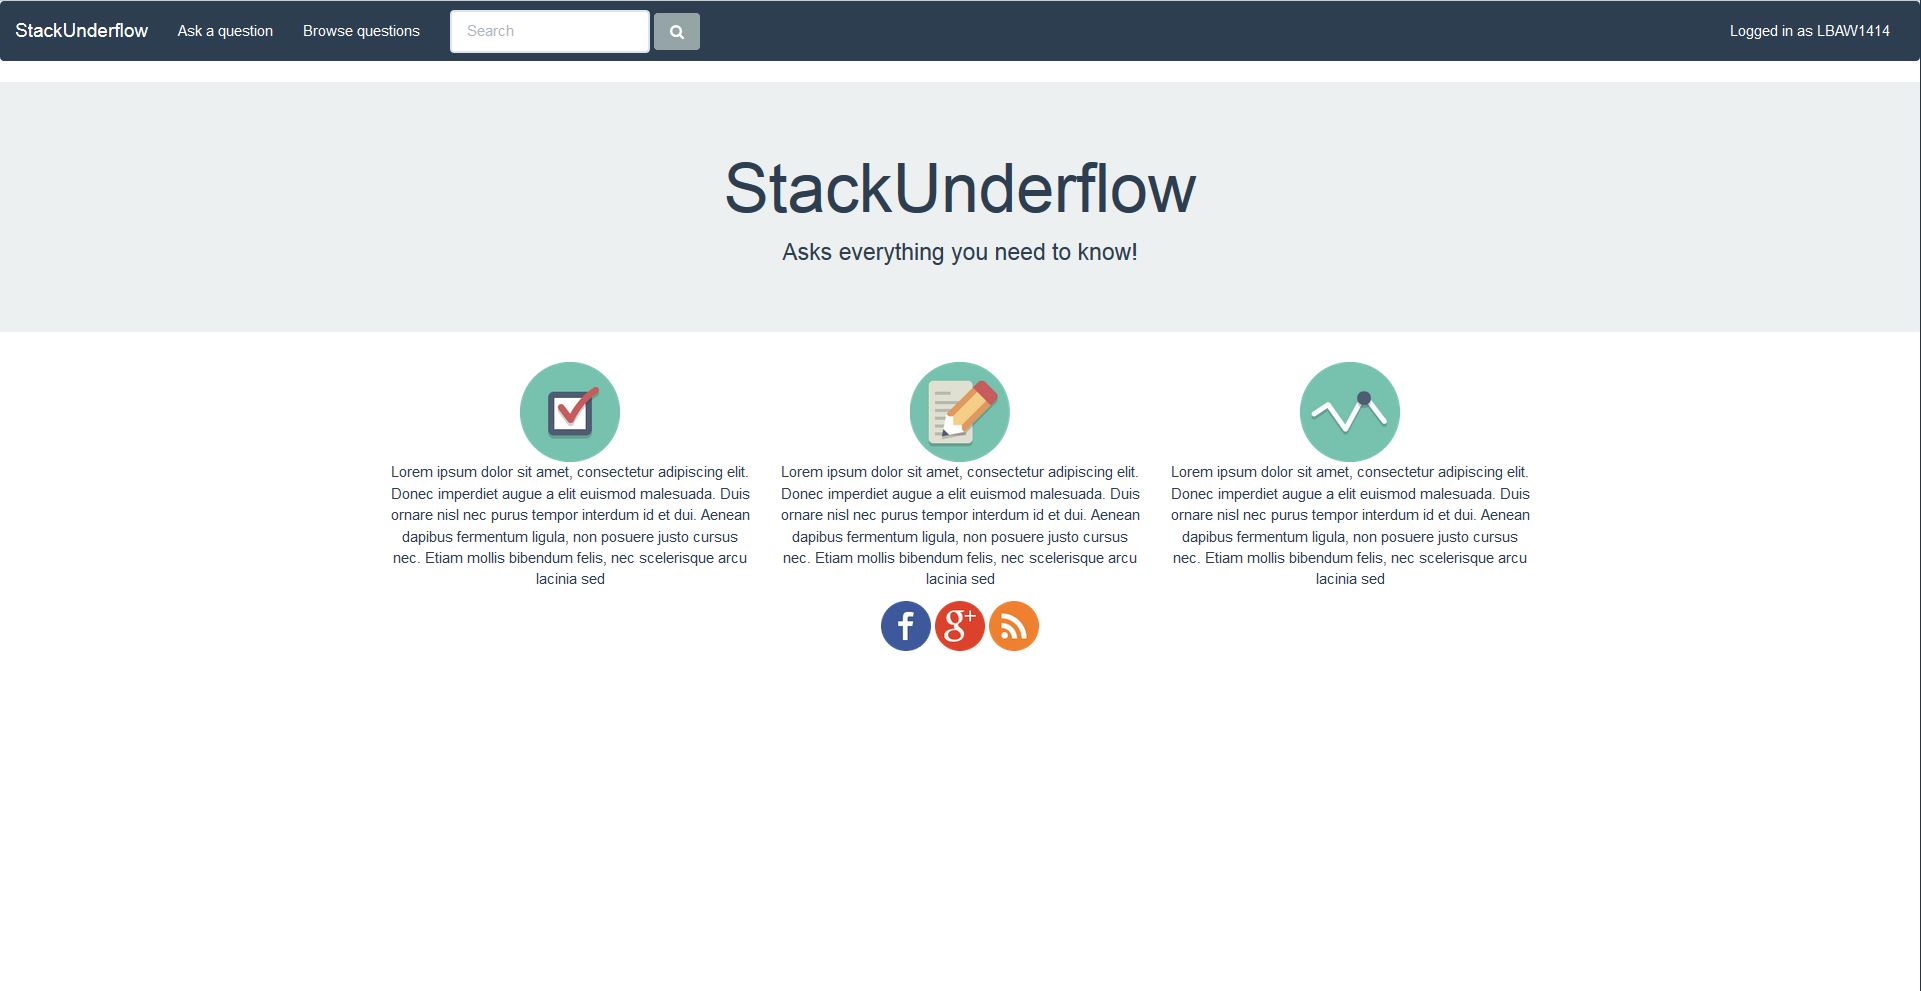 StackUnderflow Ask a question Browse questions Search Logged in as LBAW1414
StackUnderflow
Asks everything you need to know!
Lorem ipsum dolor sit amet, consectetur adipiscing elit.
Donec imperdiet augue a elit euismod malesuada. Duis
ornare nisl nec purus tempor interdum id et dui. Aenean
dapibus fermentum ligula, non posuere justo cursus
nec. Etiam mollis bibendum felis, nec scelerisque arcu
lacinia sed
Lorem ipsum dolor sit amet, consectetur adipiscing elit.
Donec imperdiet augue a elit euismod malesuada. Duis
ornare nisl nec purus tempor interdum id et dui. Aenean
dapibus fermentum ligula, non posuere justo cursus
nec. Etiam mollis bibendum felis, nec scelerisque arcu
lacinia sed
Lorem ipsum dolor sit amet, consectetur adipiscing elit.
Donec imperdiet augue a elit euismod malesuada. Duis
ornare nisl nec purus tempor interdum id et dui. Aenean
dapibus fermentum ligula, non posuere justo cursus
nec. Etiam mollis bibendum felis, nec scelerisque arcu
lacinia sed
f g+